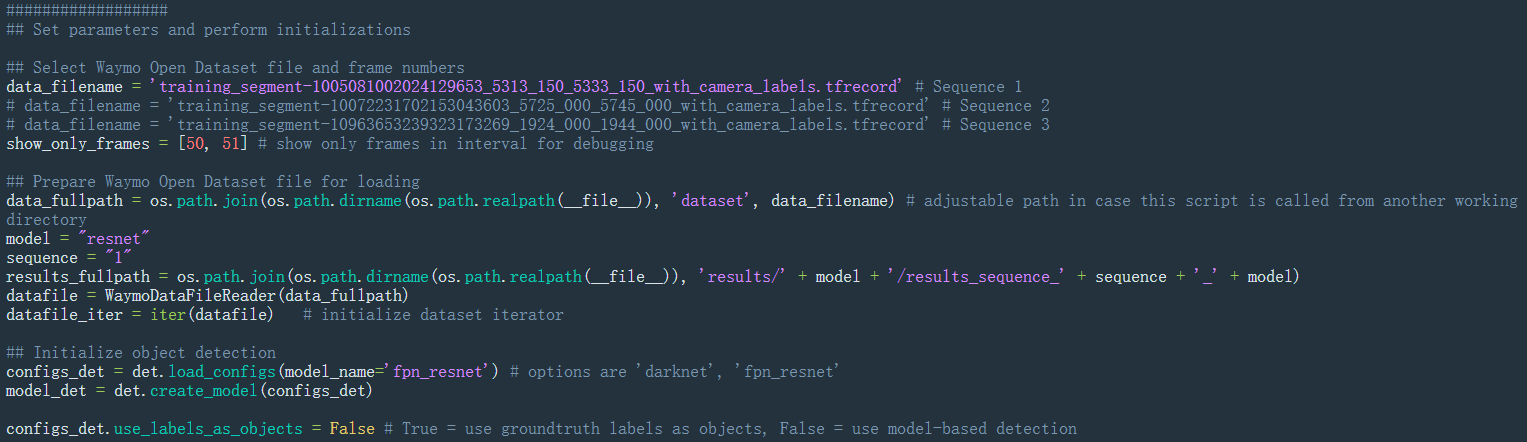 ##################
## Set parameters and perform initializations
## Select Waymo Open Dataset file and frame numbers
data_filename = 'training_segment-1005081002024129653_5313_150_5333_150_with_camera_labels.tfrecord' # Sequence 1
# data_filename = 'training_segment-10072231702153043603_5725_000_5745_000_with_camera_labels.tfrecord' # Sequence 2
# data_filename = 'training_segment-10963653239323173269_1924_000_1944_000_with_camera_labels.tfrecord' # Sequence 3
show_only_frames = [50, 51] # show only frames in interval for debugging
## Prepare Waymo Open Dataset file for loading
data_fullpath = os.path.join(os.path.dirname(os.path.realpath(__file__)), 'dataset', data_filename) # adjustable path in case this script is called from another working
directory
model = "resnet"
sequence = "1"
results_fullpath = os.path.join(os.path.dirname(os.path.realpath(__file__)), 'results/' + model + '/results_sequence_' + sequence + '_' + model)
datafile = WaymoDataFileReader(data_fullpath)
datafile_iter = iter(datafile)  # initialize dataset iterator
## Initialize object detection
configs_det = det.load_configs(model_name='fpn_resnet') # options are 'darknet', 'fpn_resnet'
model_det = det.create_model(configs_det)
configs_det.use_labels_as_objects = False # True = use groundtruth labels as objects, False = use model-based detection